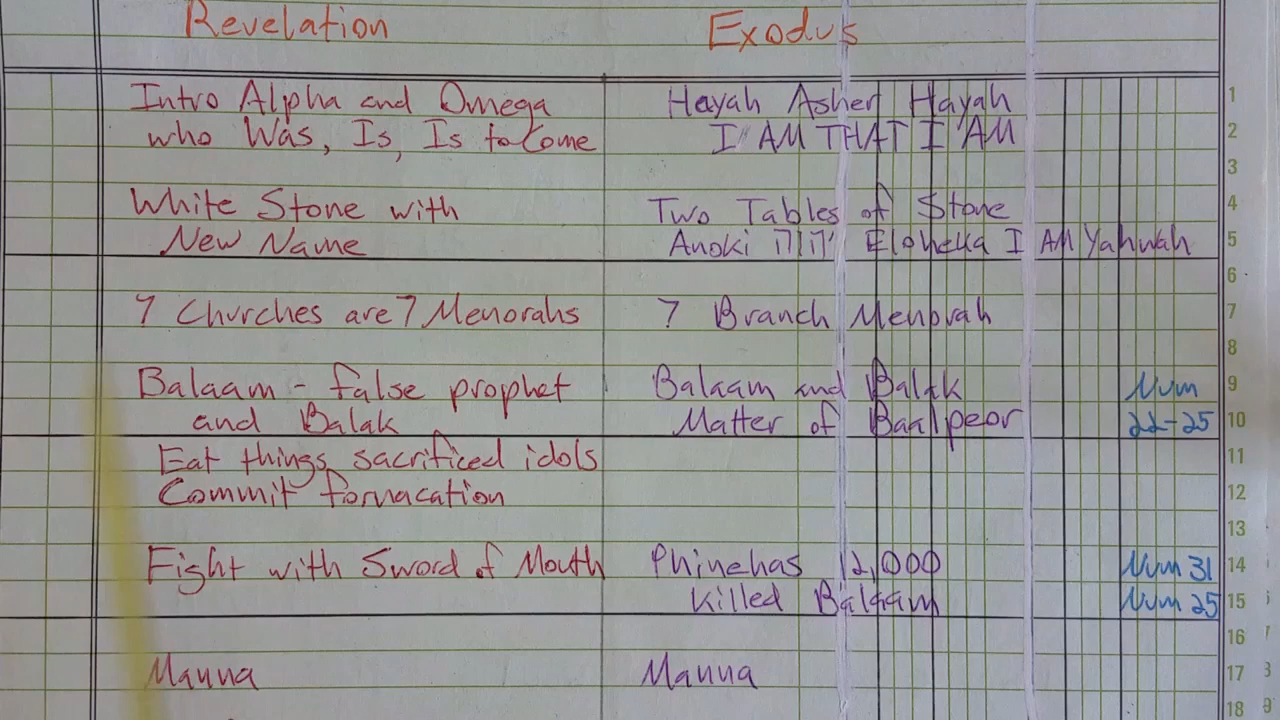 Revelation Exodus
Intro Alpha and Omega Hayah Asher Hayah 1
who Was, Is, Is to Come I AM THAT I AM 2
3
White Stone with Two Tables of Stone 4
New Name Anoki יהוה Eloheka I AM Yahwah 5
6
7 Churches are 7 Menorahs 7 Branch Menorah 7
8
Balaam - false prophet Balaam and Balak Num 9
and Balak Matter of Baalpeor 22-25 10
Eat things sacrificed idols 11
Commit fornacation 12
13
Fight with Sword of Mouth Phinehas 12,000 Num 31 14
Killed Balaam Num 25 15
16
Manna Manna 17
18